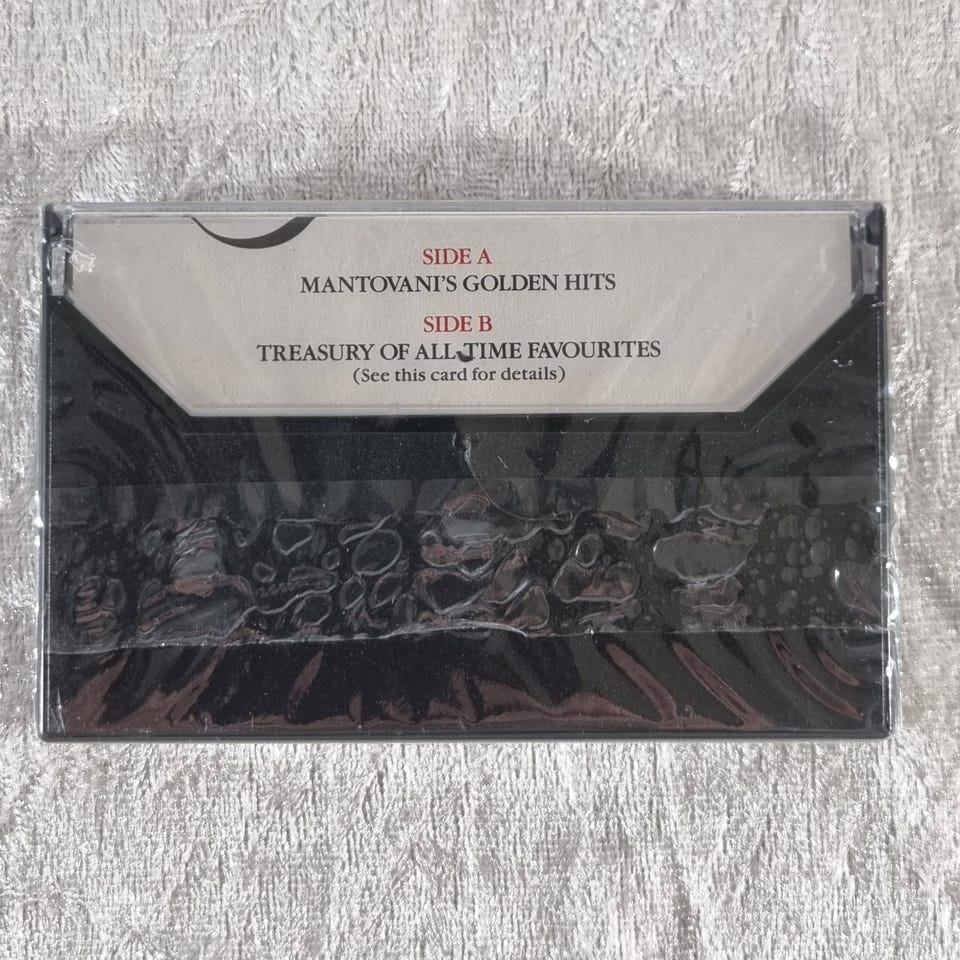 SIDE A
MANTOVANI'S GOLDEN HITS
SIDE B
TREASURY OF ALL-TIME FAVOURITES
(See this card for details)